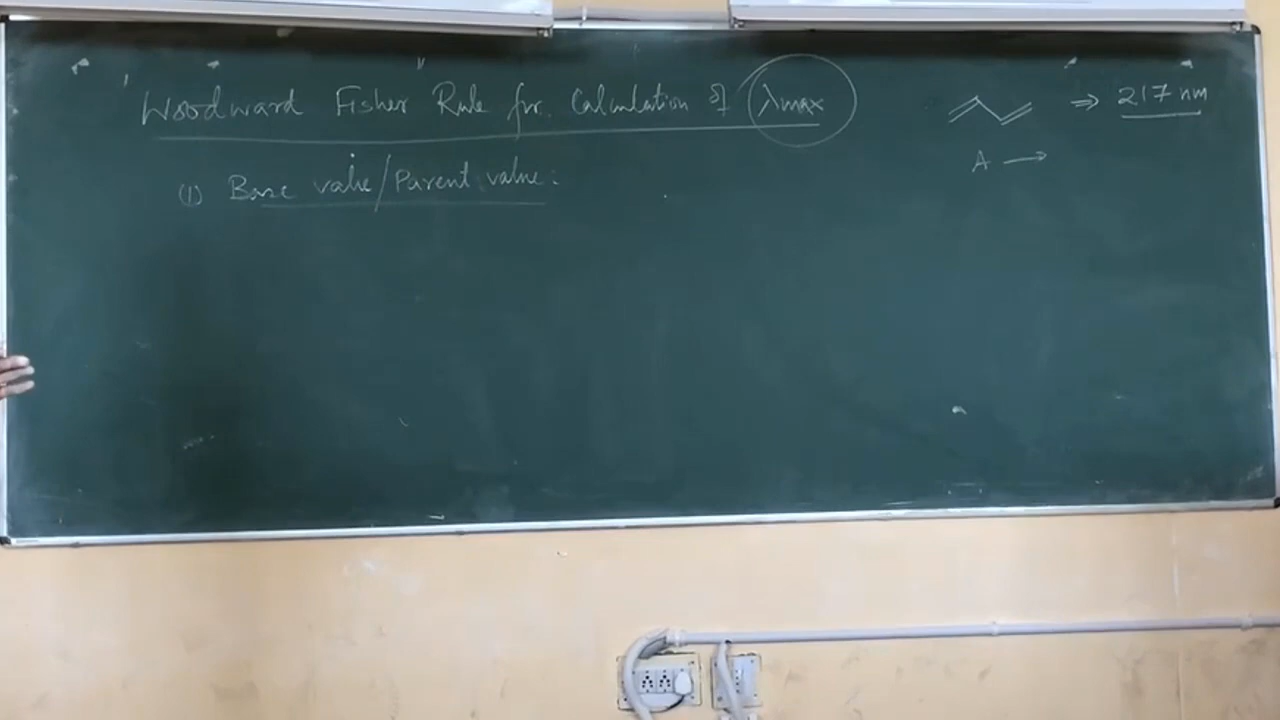 Woodward Fisher Rule for Calculation of λmax
⇒ 217 nm
A →
(1) Base value/Parent value: